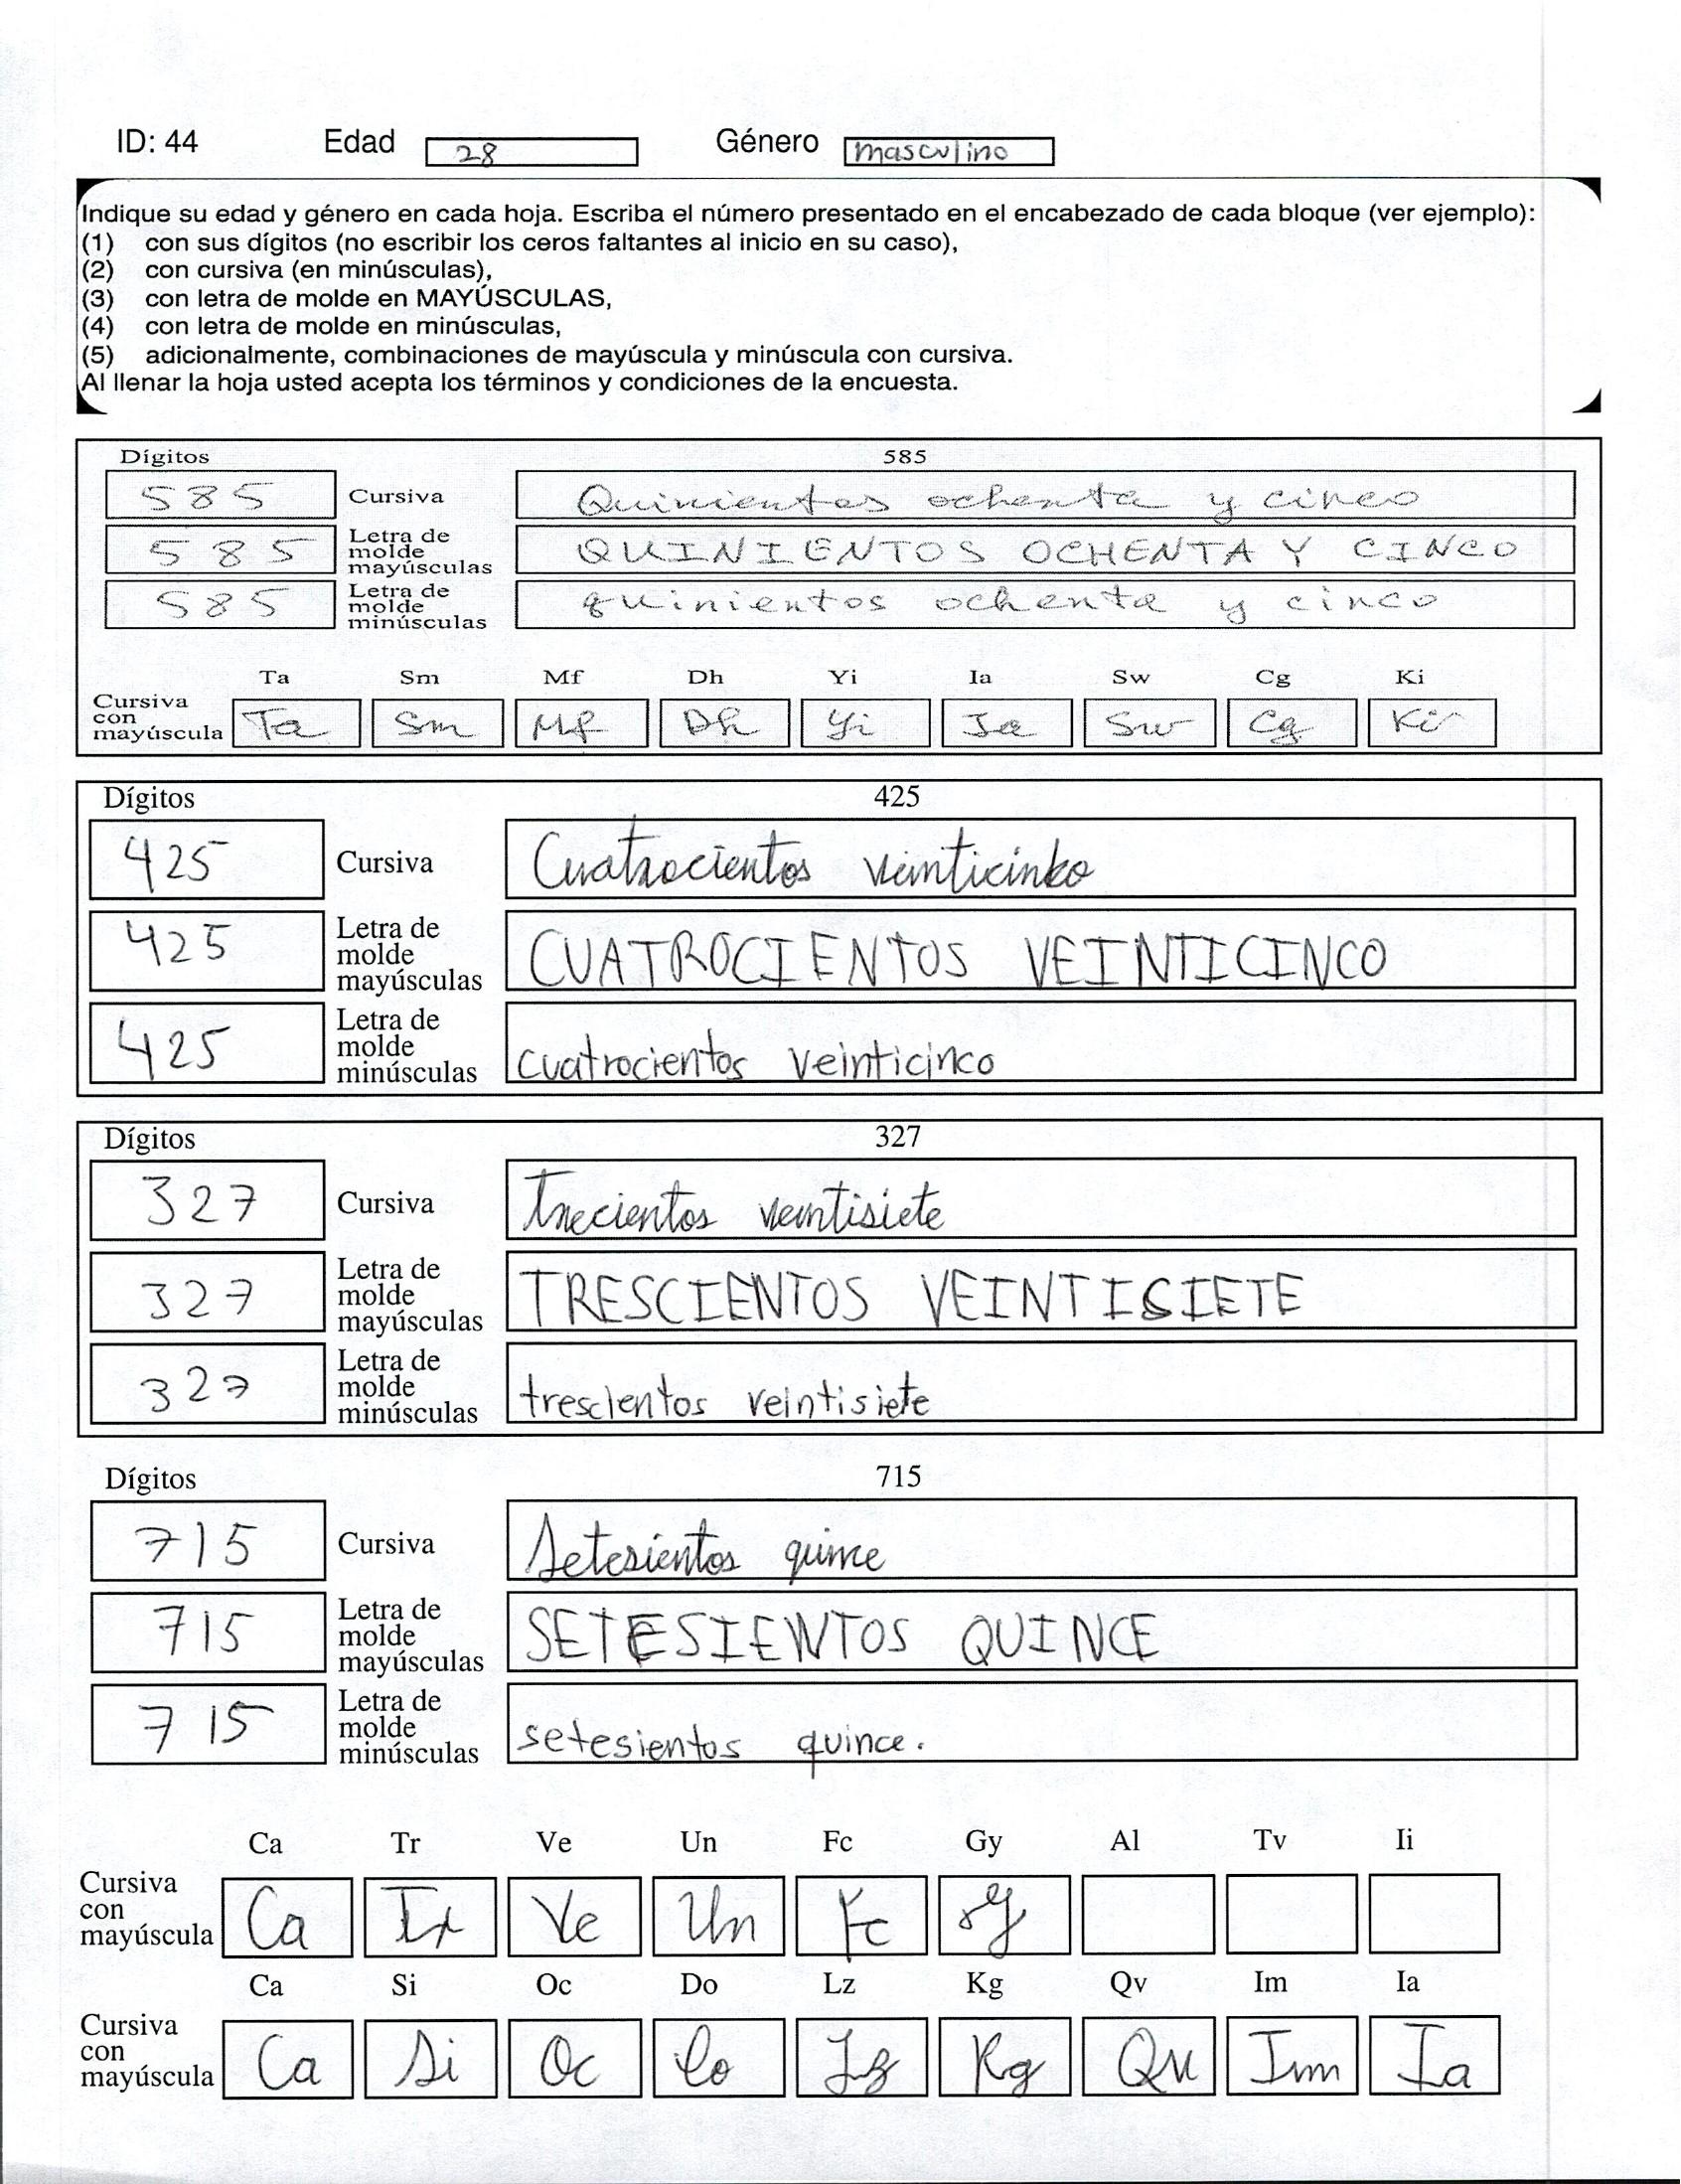 ID: 44 Edad 28 Género masculino
Indique su edad y género en cada hoja. Escriba el número presentado en el encabezado de cada bloque (ver ejemplo):
(1) con sus dígitos (no escribir los ceros faltantes al inicio en su caso),
(2) con cursiva (en minúsculas),
(3) con letra de molde en MAYÚSCULAS,
(4) con letra de molde en minúsculas,
(5) adicionalmente, combinaciones de mayúscula y minúscula con cursiva.
Al llenar la hoja usted acepta los términos y condiciones de la encuesta.
Dígitos 585
585 Cursiva Quinientos ochenta y cinco
585 Letra de molde mayúsculas QUINIENTOS OCHENTA Y CINCO
585 Letra de molde minúsculas quinientos ochenta y cinco
Ta Sm Mf Dh Yi Ia Sw Cg Ki
Cursiva con mayúscula Ta Sm Mf Dh Yi Ia Sw Cg Ki
Dígitos 425
425 Cursiva Cuatrocientos veinticinko
425 Letra de molde mayúsculas CUATROCIENTOS VEINTICINCO
425 Letra de molde minúsculas cuatrocientos veinticinco
Dígitos 327
327 Cursiva Trecientos veintisiete
327 Letra de molde mayúsculas TRESCIENTOS VEINTISIETE
327 Letra de molde minúsculas trescientos veintisiete
Dígitos 715
715 Cursiva Setesientos quince
715 Letra de molde mayúsculas SETESIENTOS QUINCE
715 Letra de molde minúsculas setesientos quince.
Ca Tr Ve Un Fc Gy Al Tv Ii
Cursiva con mayúscula Ca Tr Ve Un Fc
Ca Si Oc Do Lz Kg Qv Im Ia
Cursiva con mayúscula Ca Si Oc Lz Kg Qu Im Ia